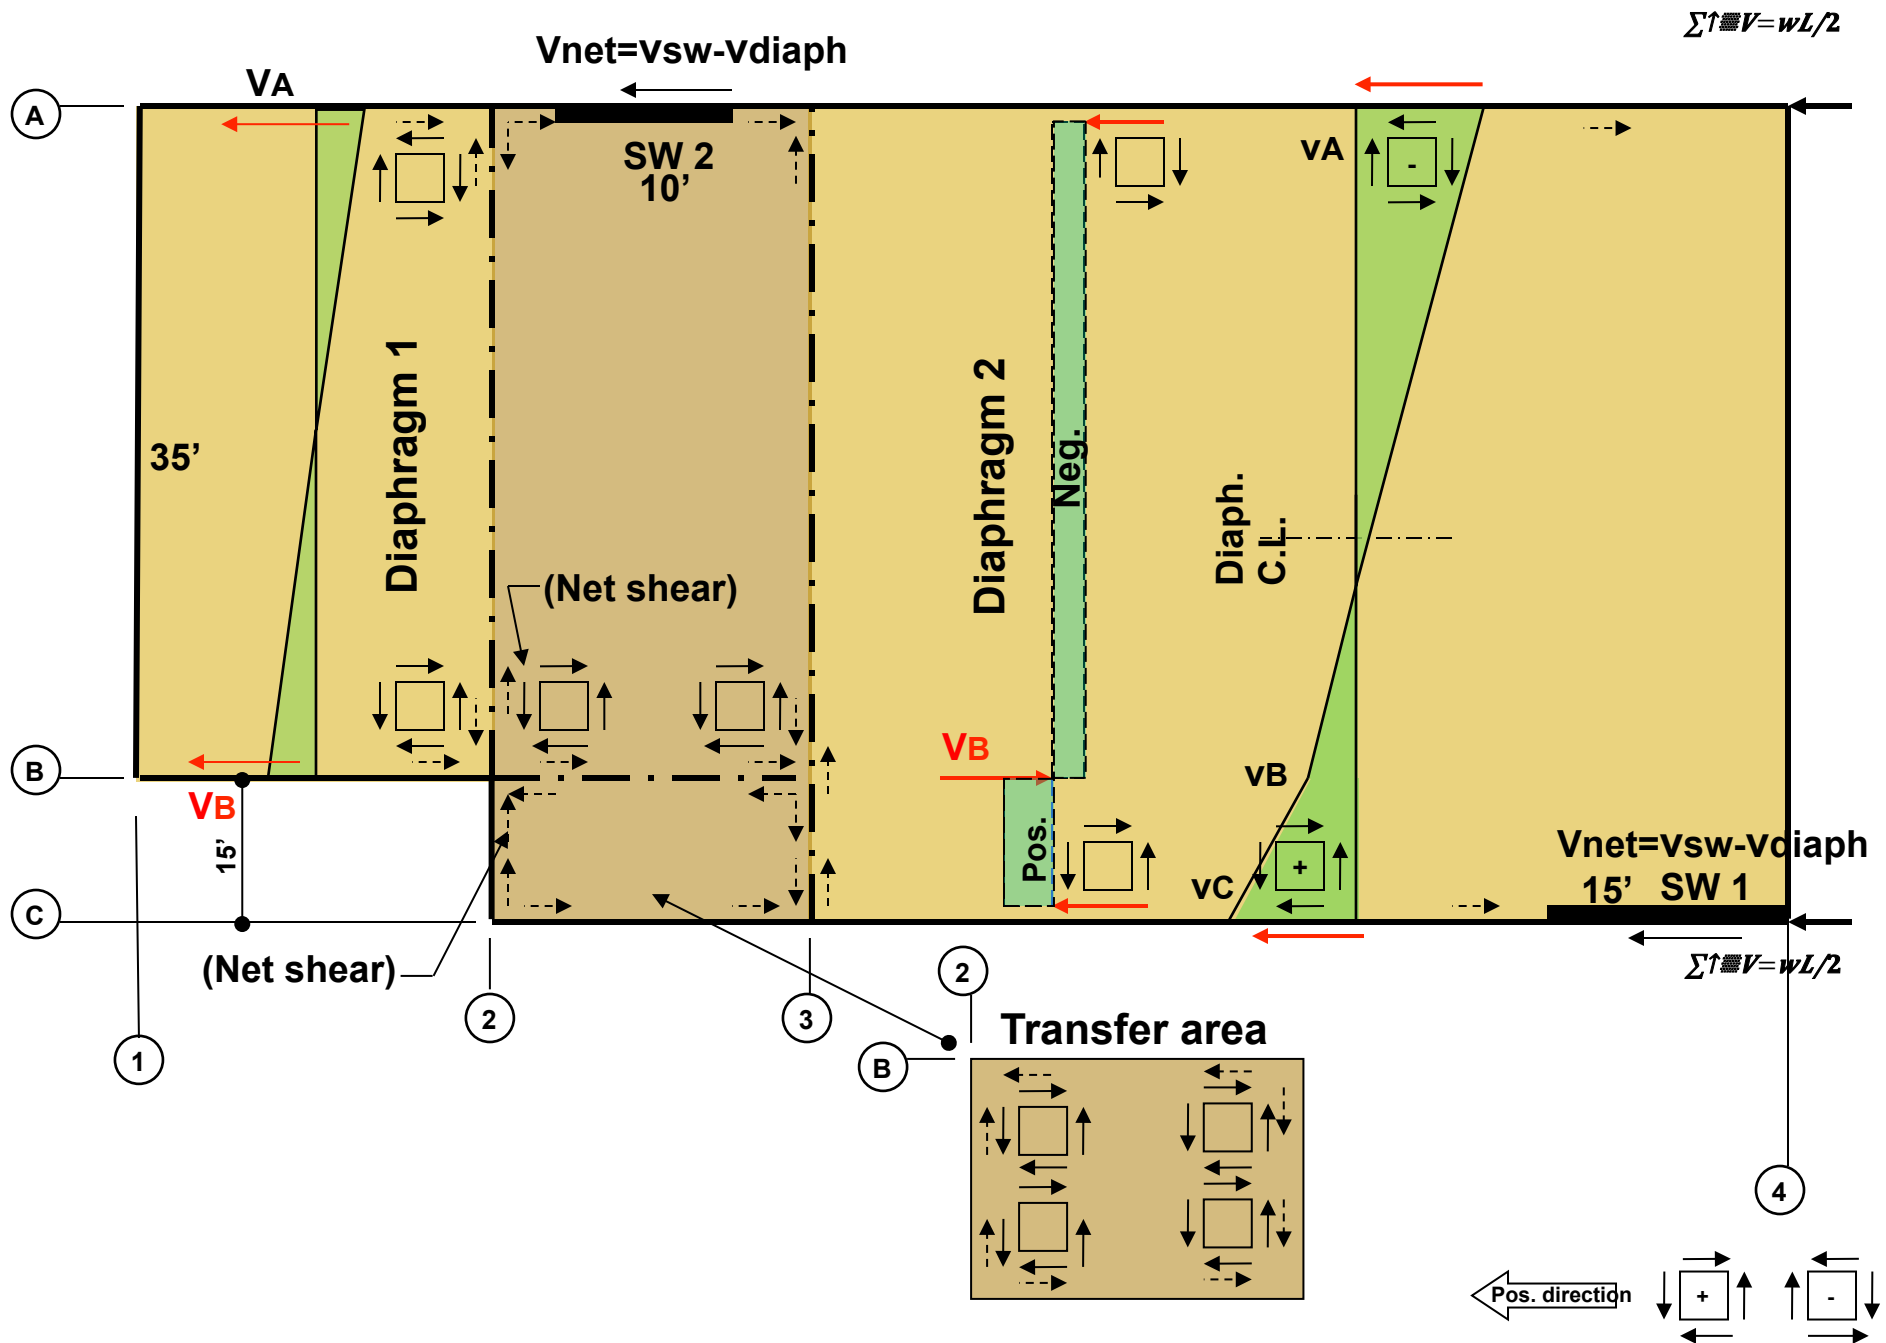 ∑↑▒V=wL/2
Vnet=Vsw-Vdiaph
VA
A
SW 2
10’
vA
-
35’
Diaphragm 1
Diaphragm 2
Neg.
Diaph.
C.L.
(Net shear)
B
VB
VB
vB
15’
Pos.
+
vC
Vnet=Vsw-Vdiaph
15’ SW 1
C
(Net shear)
∑↑▒V=wL/2
2
2
3
Transfer area
1
B
4
Pos. direction
+
-